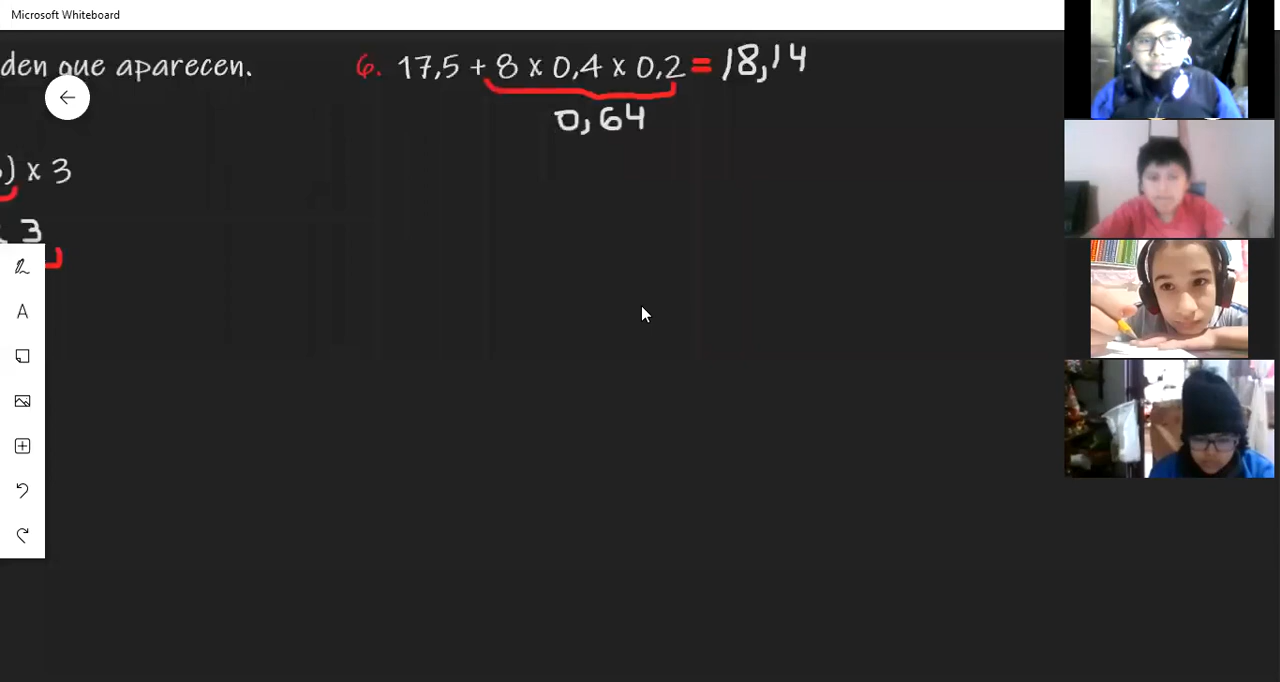 Microsoft Whiteboard
den que aparecen.
) x 3
3
6. 17,5 + 8 x 0,4 x 0,2 = 18,14
0,64